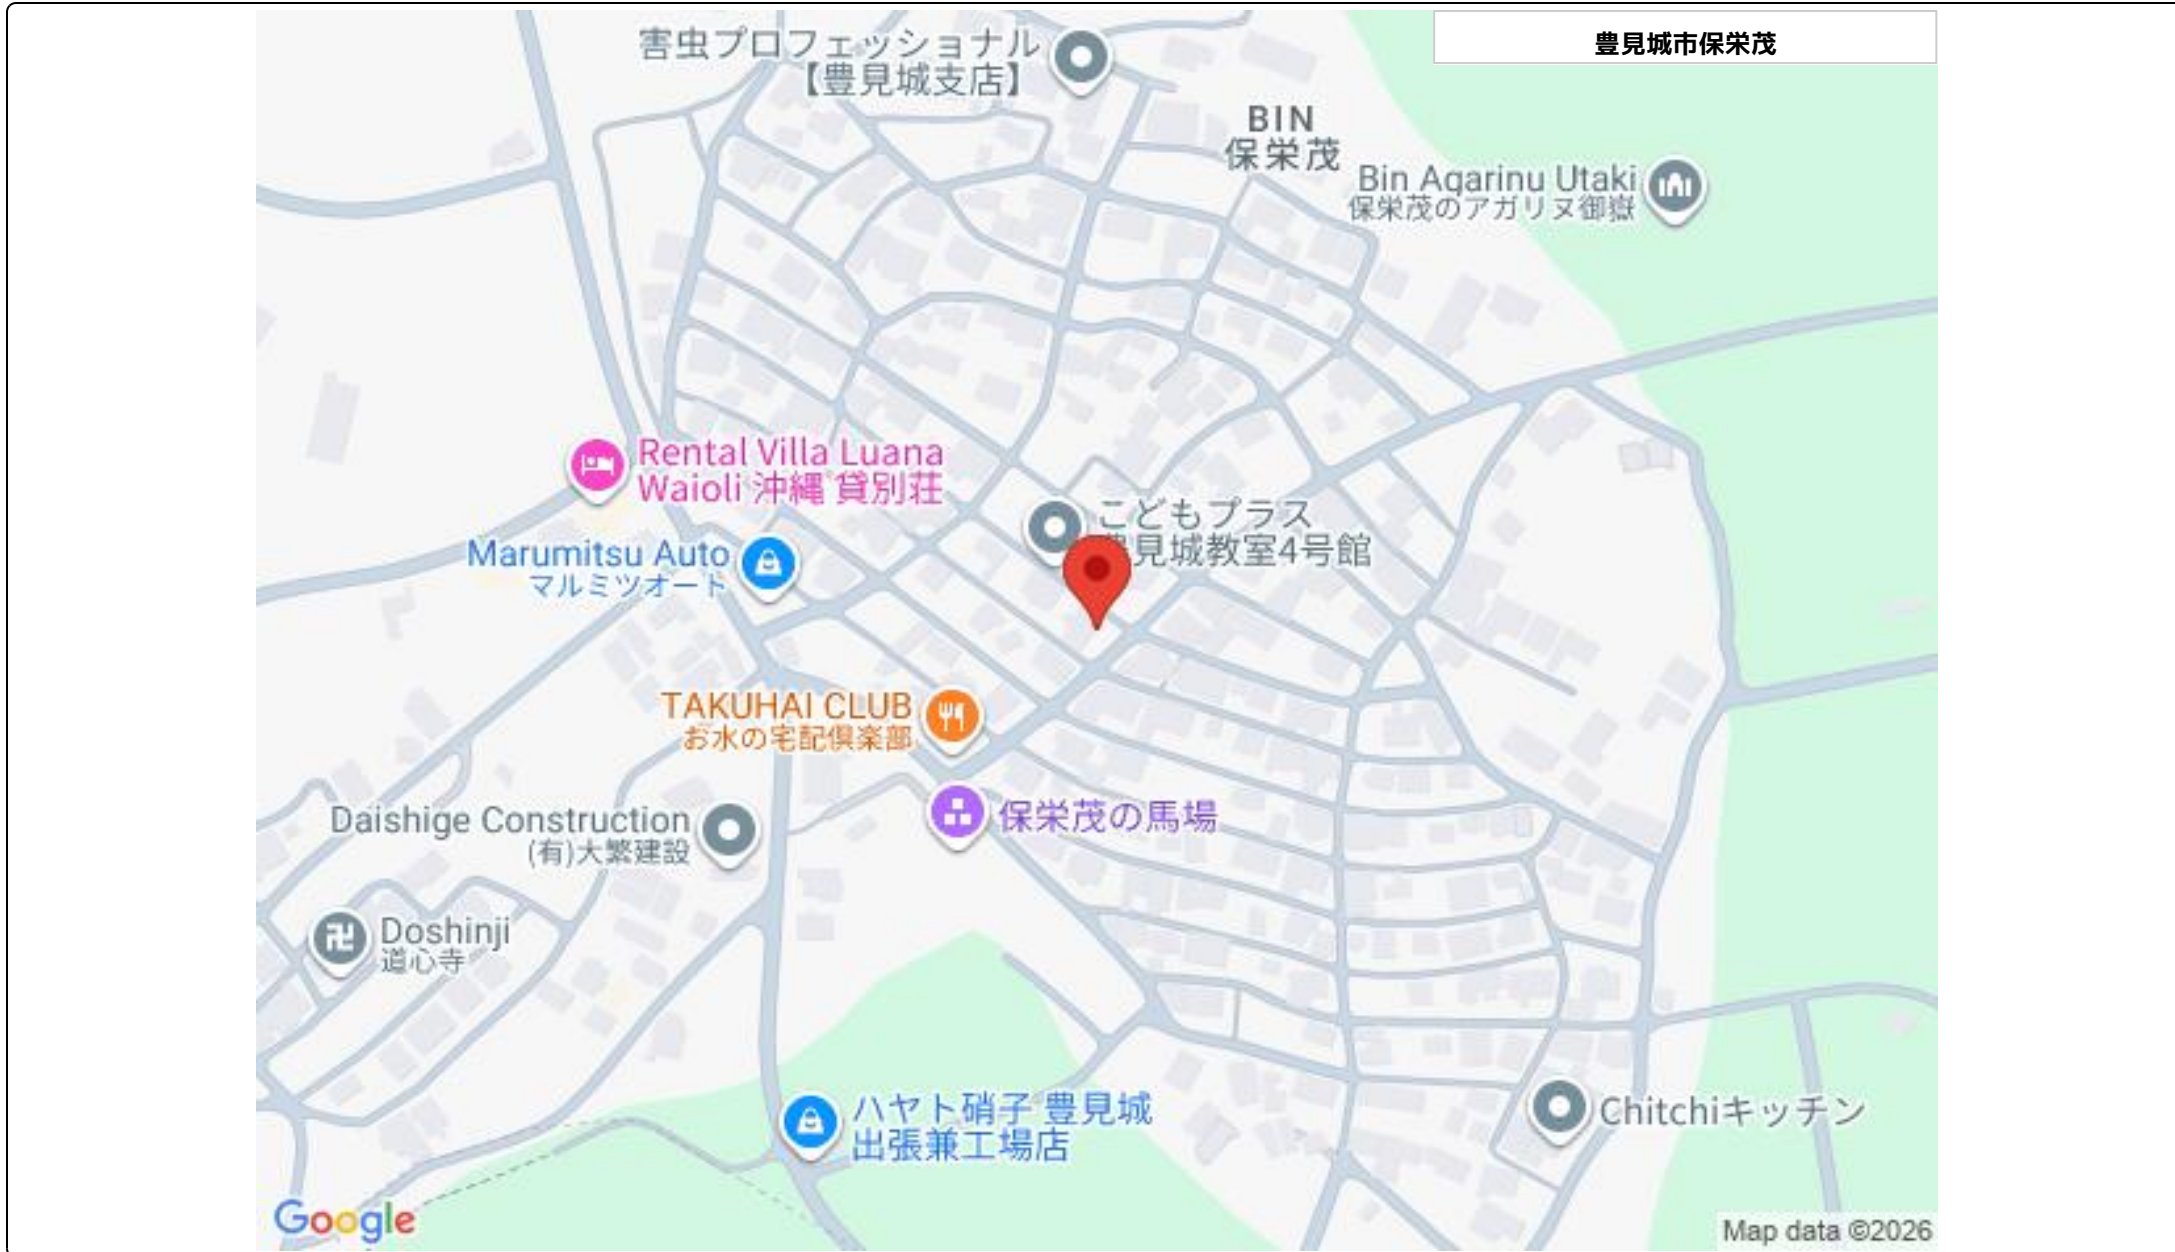 豊見城市保栄茂
害虫プロフェッショナル
【豊見城支店】
BIN
保栄茂
Bin Agarinu Utaki
保栄茂のアガリヌ御嶽
Rental Villa Luana
Waioli 沖縄 貸別荘
こどもプラス
見城教室4号館
Marumitsu Auto
マルミツオート
TAKUHAI CLUB
お水の宅配倶楽部
保栄茂の馬場
Daishige Construction
(有)大繁建設
Doshinji
道心寺
ハヤト硝子 豊見城
出張兼工場店
Chitchiキッチン
Google
Map data ©2026